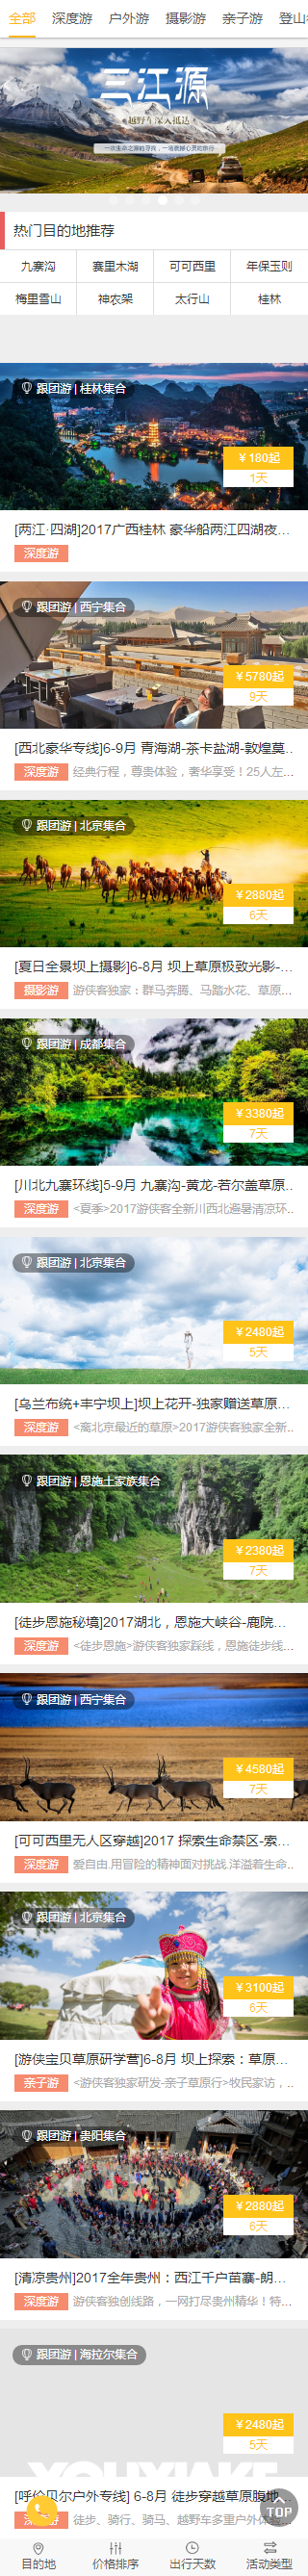 全部 深度游 户外游 摄影游 亲子游 登山
三江源
越野车深入抵达
热门目的地推荐
九寨沟 赛里木湖 可可西里 年保玉则
梅里雪山 神农架 太行山 桂林
跟团游 | 桂林集合
￥180起
1天
[两江·四湖]2017广西桂林 豪华船两江四湖夜...
深度游
跟团游 | 西宁集合
￥5780起
9天
[西北豪华专线]6-9月 青海湖-茶卡盐湖-敦煌莫..
深度游 经典行程，尊贵体验，奢华享受！25人左...
跟团游 | 北京集合
￥2880起
6天
[夏日全景坝上摄影]6-8月 坝上草原极致光影-...
摄影游 游侠客独家：群马奔腾、马踏水花、草原...
跟团游 | 成都集合
￥3380起
7天
[川北九寨环线]5-9月 九寨沟-黄龙-若尔盖草原..
深度游 <夏季>2017游侠客全新川西北避暑清凉环...
跟团游 | 北京集合
￥2480起
5天
[乌兰布统+丰宁坝上]坝上花开-独家赠送草原...
深度游 <离北京最近的草原>2017游侠客独家全新...
跟团游 | 恩施土家族集合
￥2380起
7天
[徒步恩施秘境]2017湖北，恩施大峡谷-鹿院...
深度游 <徒步恩施>游侠客独家踩线，恩施徒步线...
跟团游 | 西宁集合
￥4580起
7天
[可可西里无人区穿越]2017 探索生命禁区-索...
深度游 爱自由.用冒险的精神面对挑战.洋溢着生命..
跟团游 | 北京集合
￥3100起
6天
[游侠宝贝草原研学营]6-8月 坝上探索：草原...
亲子游 <游侠客独家研发-亲子草原行>牧民家访，..
跟团游 | 贵阳集合
￥2880起
6天
[清凉贵州]2017全年贵州：西江千户苗寨-朗...
深度游 游侠客独创线路，一网打尽贵州精华！特...
跟团游 | 海拉尔集合
￥2480起
5天
[呼伦贝尔户外专线] 6-8月 徒步穿越草原腹地...
深度游 徒步、骑行、骑马、越野车多重户外体验...
TOP
目的地 价格排序 出行天数 活动类型